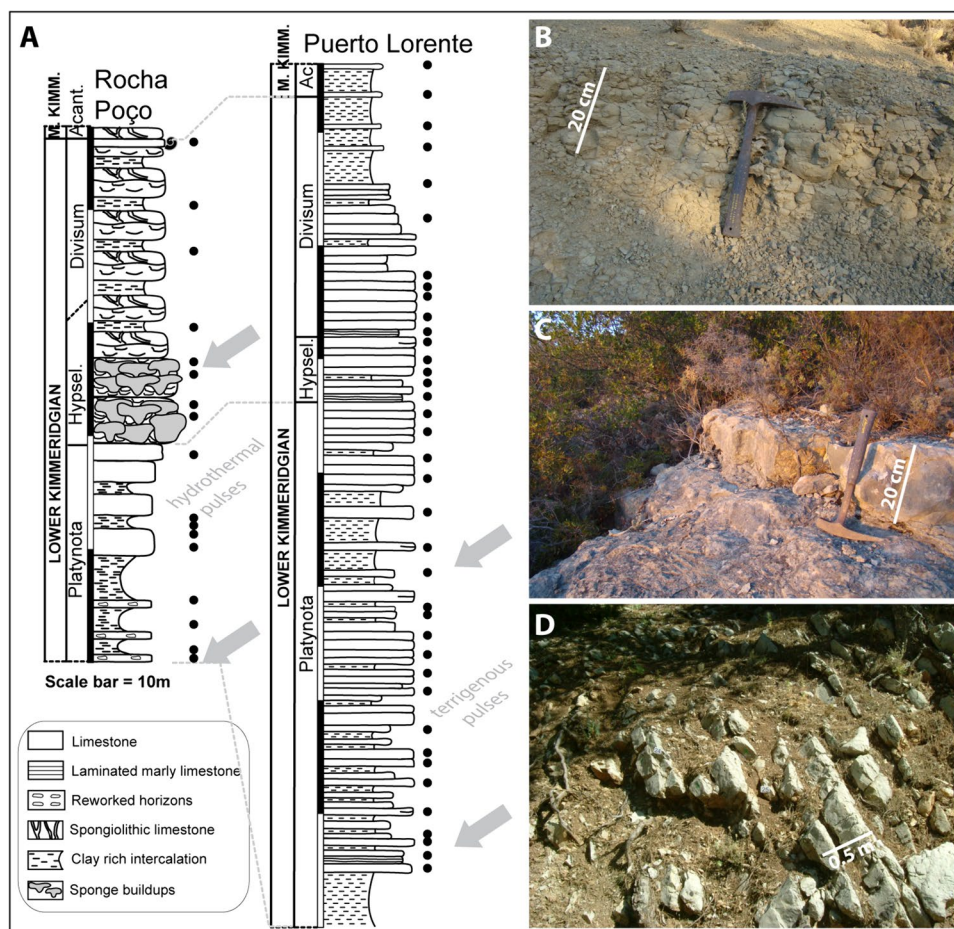 A
Rocha
Poço
Puerto Lorente
M. KIMM.
Acant.
LOWER KIMMERIDGIAN
Divisum
Hypsel.
Platynota
Scale bar = 10m
M. KIMM.
Ac.
LOWER KIMMERIDGIAN
Divisum
Hypsel.
Platynota
hydrothermal
pulses
terrigenous
pulses
Limestone
Laminated marly limestone
Reworked horizons
Spongiolithic limestone
Clay rich intercalation
Sponge buildups
B
20 cm
C
20 cm
D
0.5 m